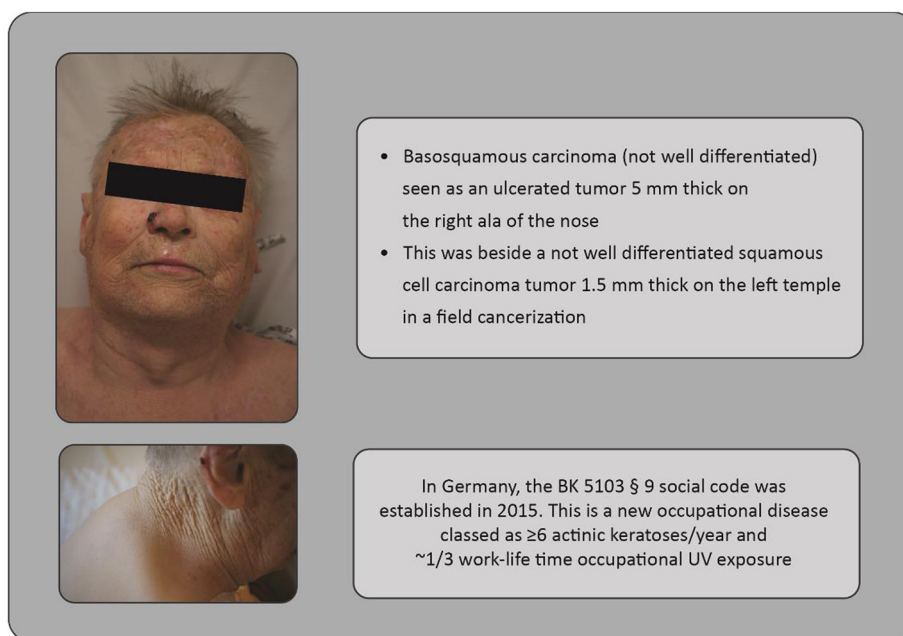 • Basosquamous carcinoma (not well differentiated)
seen as an ulcerated tumor 5 mm thick on
the right ala of the nose
• This was beside a not well differentiated squamous
cell carcinoma tumor 1.5 mm thick on the left temple
in a field cancerization
In Germany, the BK 5103 § 9 social code was
established in 2015. This is a new occupational disease
classed as ≥6 actinic keratoses/year and
~1/3 work-life time occupational UV exposure